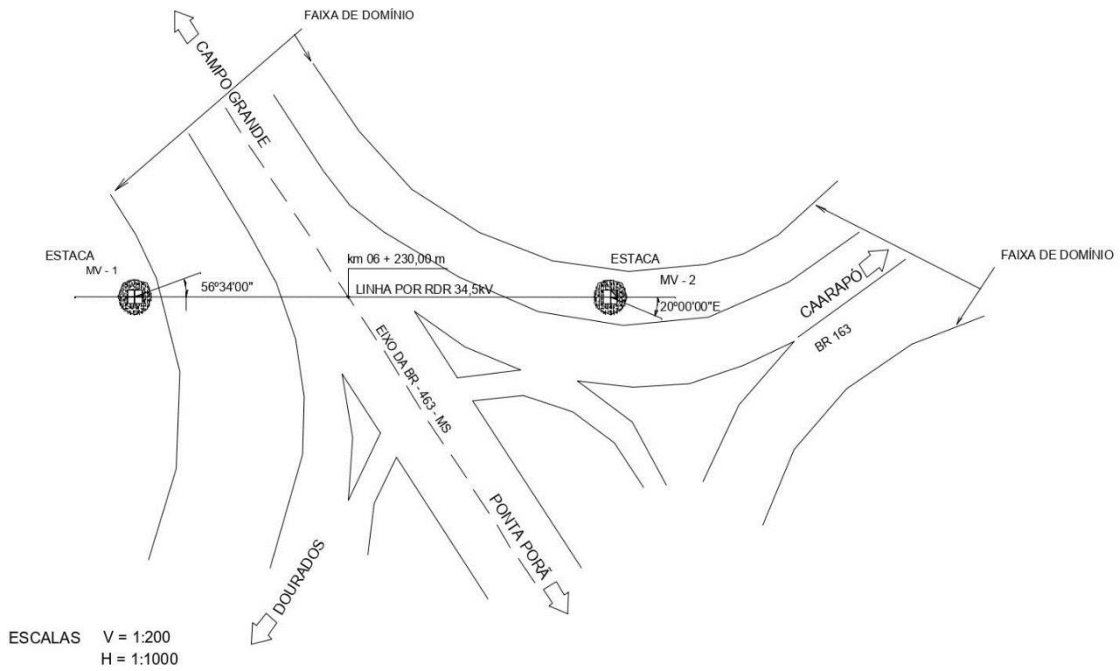 FAIXA DE DOMÍNIO
CAMPO GRANDE
ESTACA
MV - 1
56º34'00"
km 06 + 230,00 m
LINHA POR RDR 34,5kV
ESTACA
MV - 2
20º00'00"E
FAIXA DE DOMÍNIO
CAARAPÓ
BR 163
EIXO DA BR - 463 - MS
PONTA PORÃ
DOURADOS
ESCALAS V = 1:200
H = 1:1000